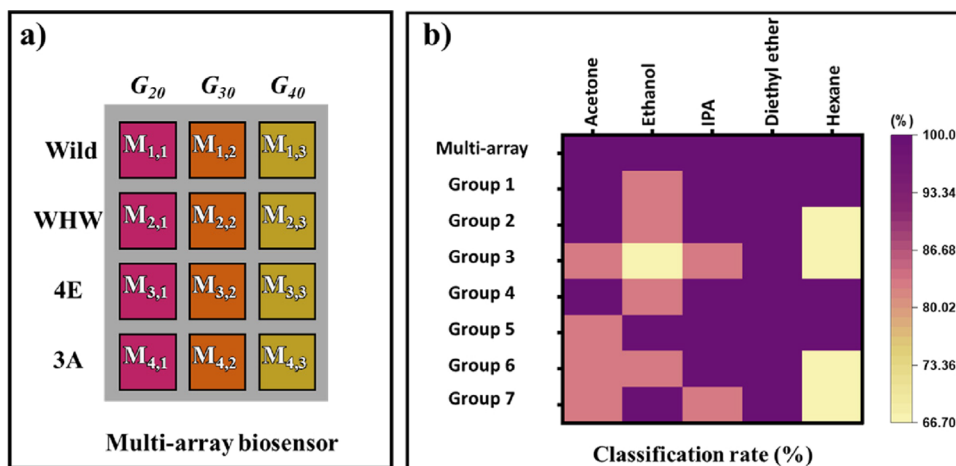 a)
G20 G30 G40
Wild M1,1 M1,2 M1,3
WHW M2,1 M2,2 M2,3
4E M3,1 M3,2 M3,3
3A M4,1 M4,2 M4,3
Multi-array biosensor
b)
Acetone
Ethanol
IPA
Diethyl ether
Hexane
Multi-array
Group 1
Group 2
Group 3
Group 4
Group 5
Group 6
Group 7
(%)
100.0
93.34
86.68
80.02
73.36
66.70
Classification rate (%)